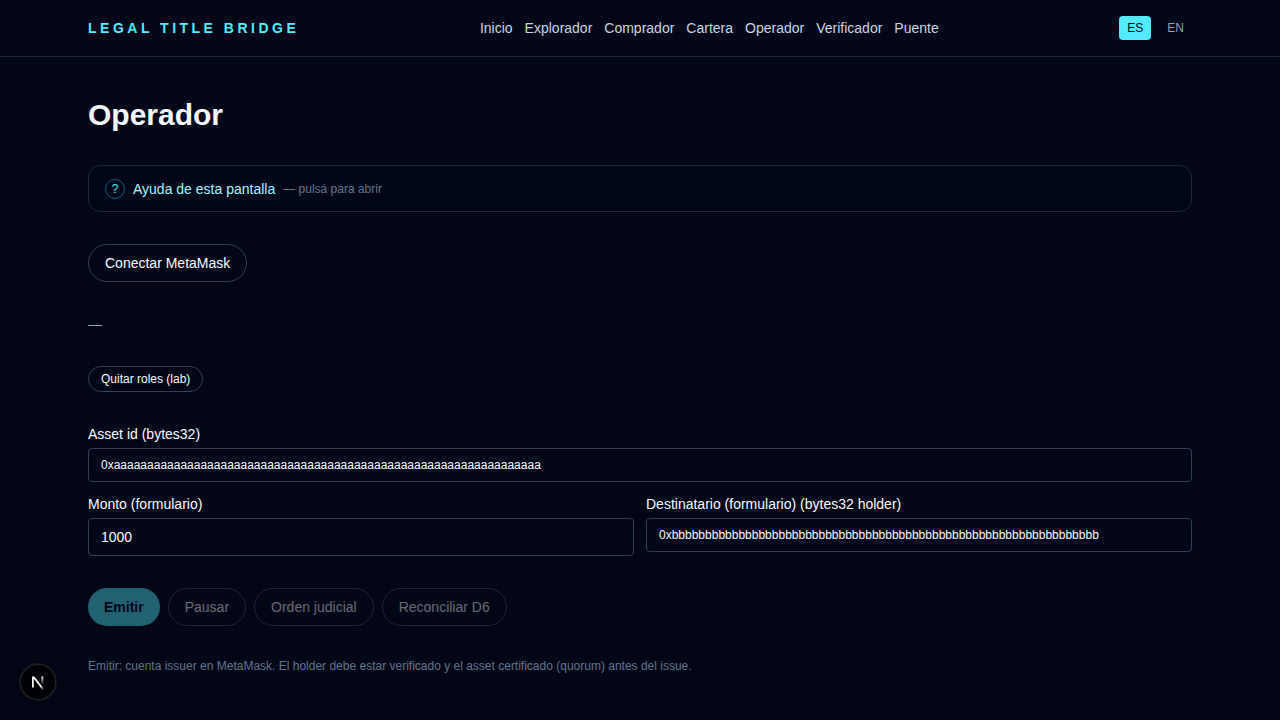 LEGAL TITLE BRIDGE
Inicio Explorador Comprador Cartera Operador Verificador Puente
ES EN
Operador
? Ayuda de esta pantalla — pulsá para abrir
Conectar MetaMask
—
Quitar roles (lab)
Asset id (bytes32)
0xaaaaaaaaaaaaaaaaaaaaaaaaaaaaaaaaaaaaaaaaaaaaaaaaaaaaaaaaaaaaaaaa
Monto (formulario)
1000
Destinatario (formulario) (bytes32 holder)
0xbbbbbbbbbbbbbbbbbbbbbbbbbbbbbbbbbbbbbbbbbbbbbbbbbbbbbbbbbbbbbbbb
Emitir Pausar Orden judicial Reconciliar D6
Emitir: cuenta issuer en MetaMask. El holder debe estar verificado y el asset certificado (quorum) antes del issue.
N